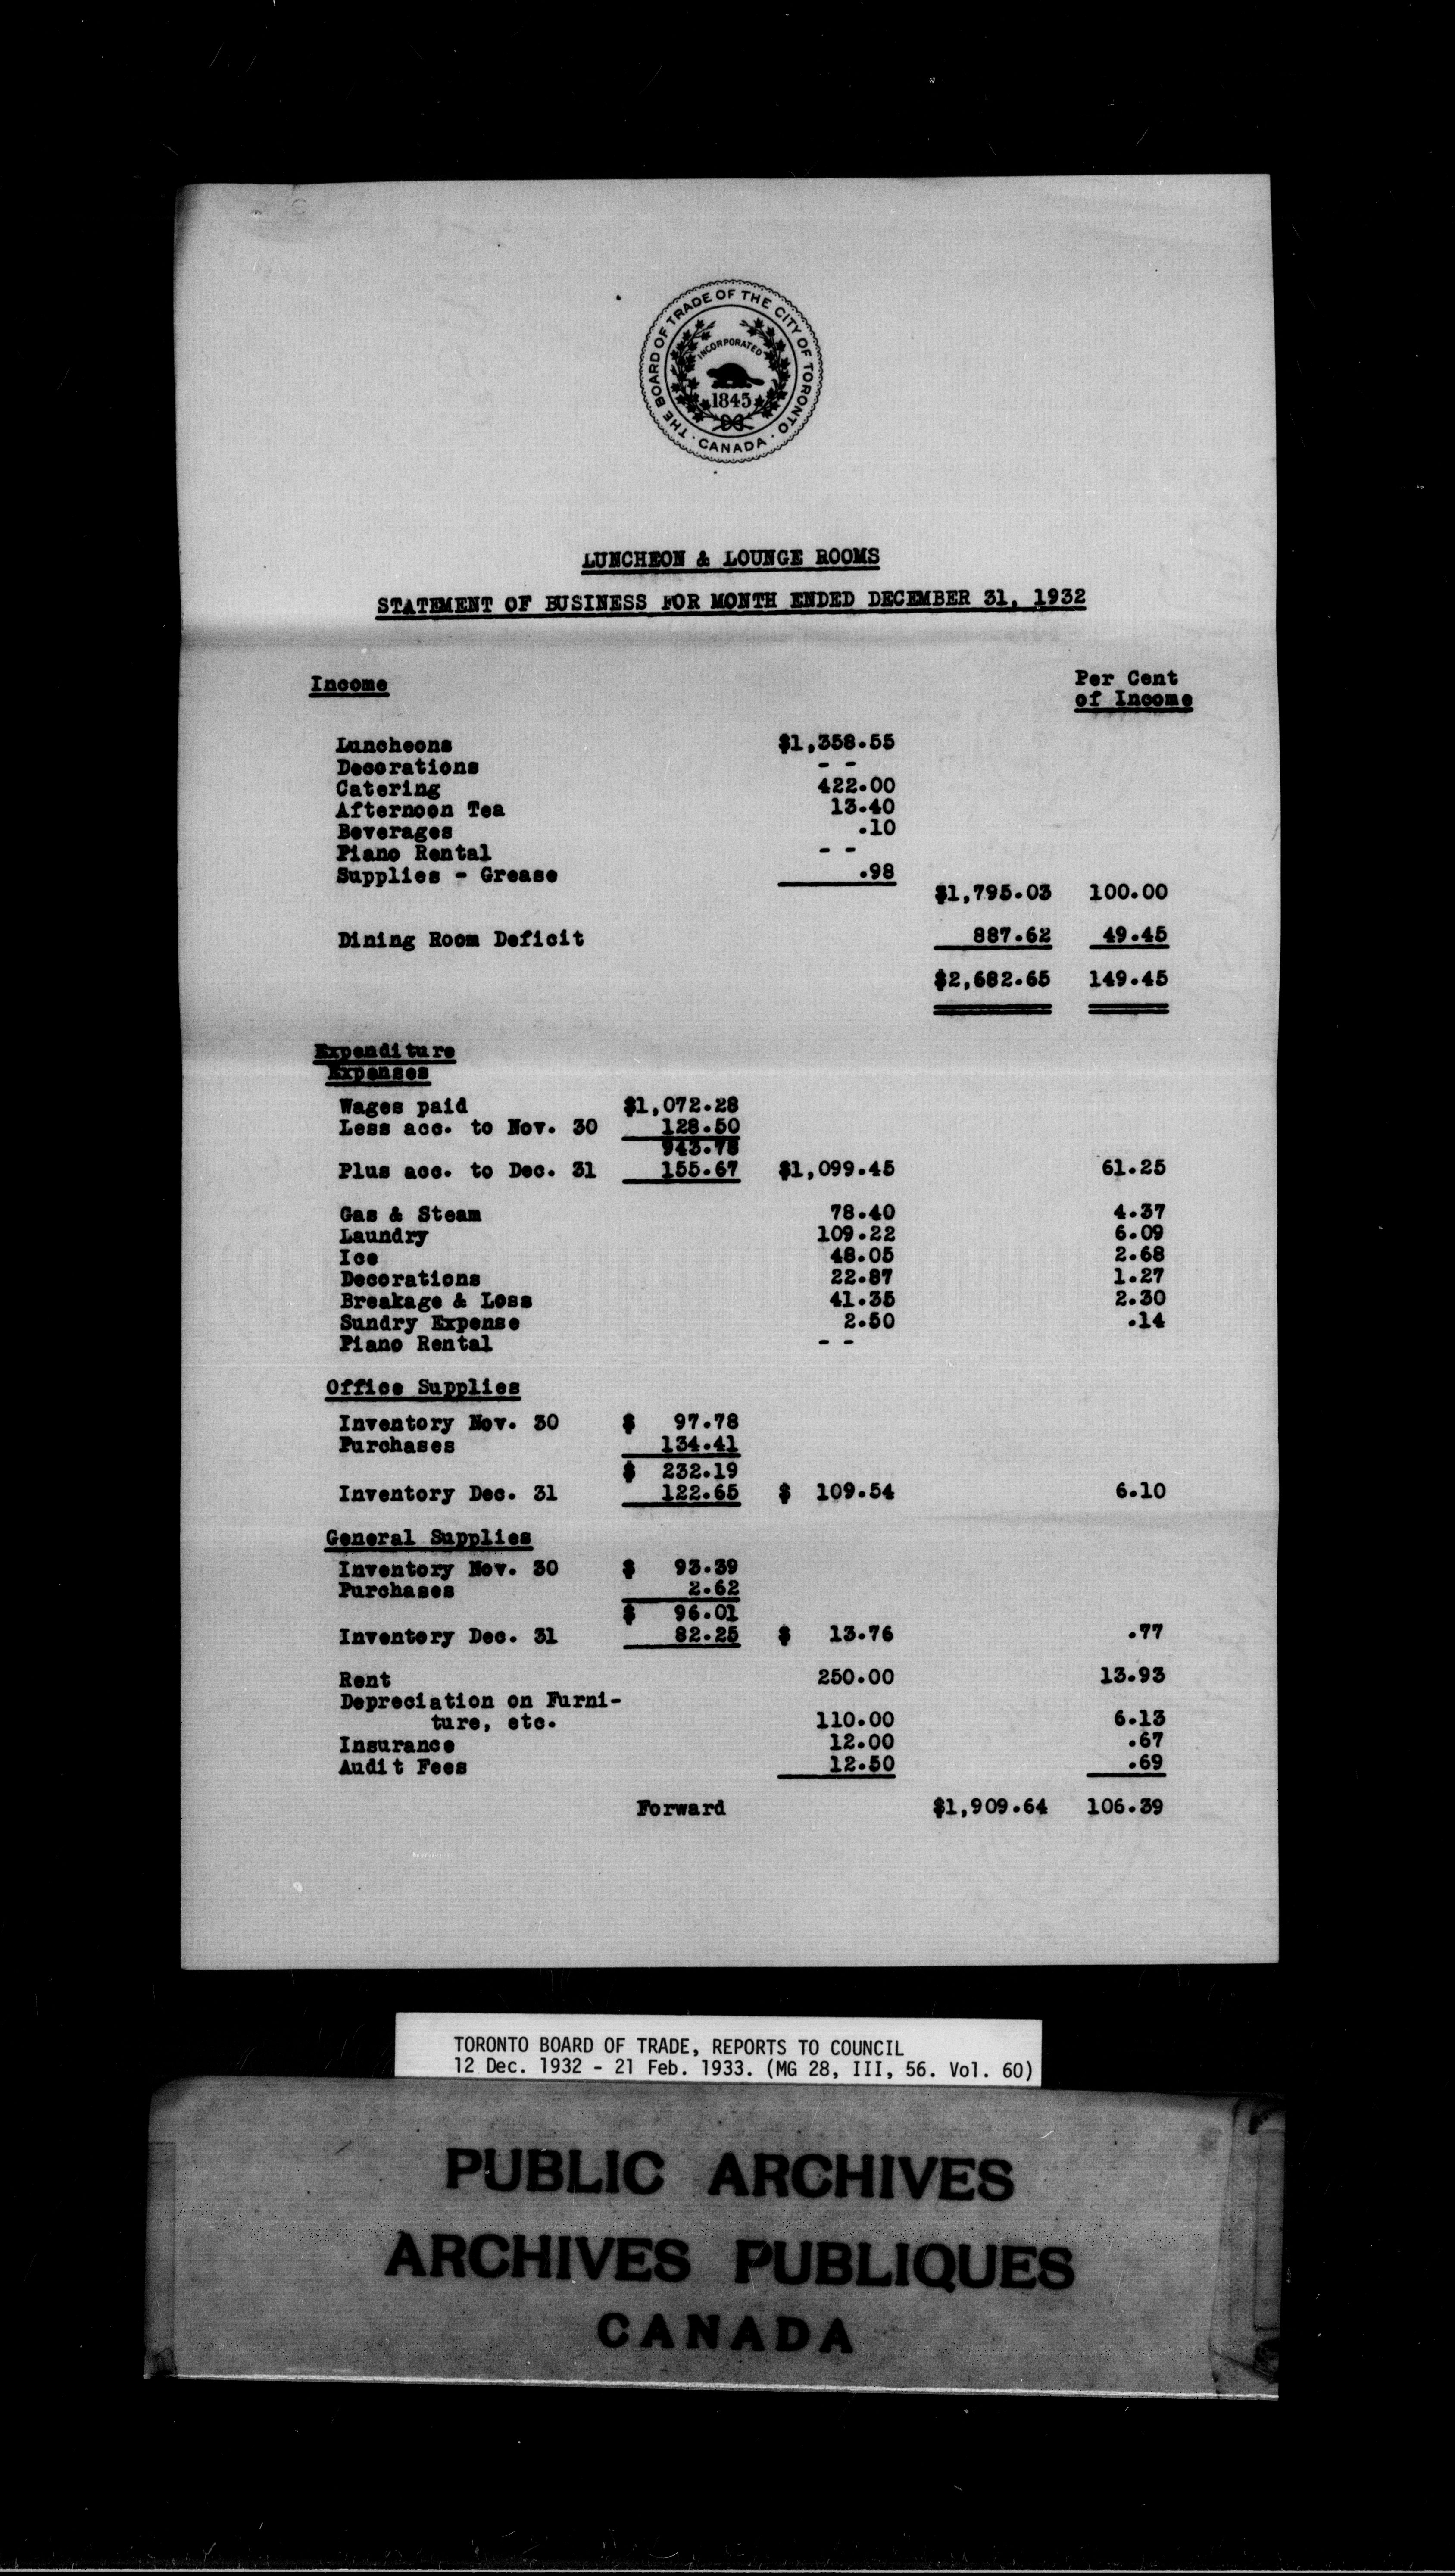 THE BOARD OF TRADE OF THE CITY OF TORONTO
INCORPORATED
1845
· CANADA ·
LUNCHEON & LOUNGE ROOMS
STATEMENT OF BUSINESS FOR MONTH ENDED DECEMBER 31, 1932
Income Per Cent
of Income
Luncheons $1,358.55
Decorations - -
Catering 422.00
Afternoon Tea 13.40
Beverages .10
Piano Rental - -
Supplies - Grease .98
$1,795.03 100.00
Dining Room Deficit 887.62 49.45
$2,682.65 149.45
Expenditure
Expenses
Wages paid $1,072.28
Less acc. to Nov. 30 128.50
943.78
Plus acc. to Dec. 31 155.67 $1,099.45 61.25
Gas & Steam 78.40 4.37
Laundry 109.22 6.09
Ice 48.05 2.68
Decorations 22.87 1.27
Breakage & Loss 41.35 2.30
Sundry Expense 2.50 .14
Piano Rental - -
Office Supplies
Inventory Nov. 30 $ 97.78
Purchases 134.41
$ 232.19
Inventory Dec. 31 122.65 $ 109.54 6.10
General Supplies
Inventory Nov. 30 $ 93.39
Purchases 2.62
$ 96.01
Inventory Dec. 31 82.25 $ 13.76 .77
Rent 250.00 13.93
Depreciation on Furni-
ture, etc. 110.00 6.13
Insurance 12.00 .67
Audit Fees 12.50 .69
Forward $1,909.64 106.39
TORONTO BOARD OF TRADE, REPORTS TO COUNCIL
12 Dec. 1932 - 21 Feb. 1933. (MG 28, III, 56. Vol. 60)
PUBLIC ARCHIVES
ARCHIVES PUBLIQUES
CANADA